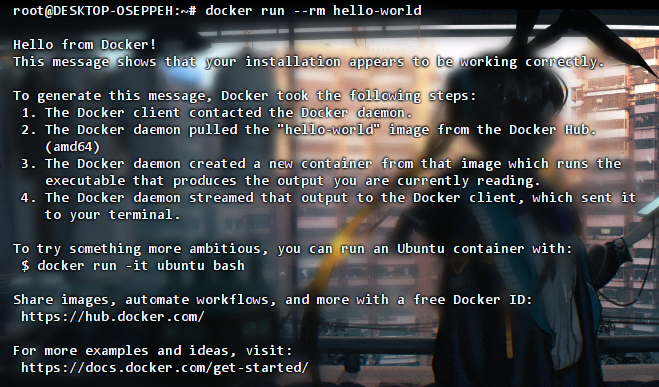 root@DESKTOP-OSEPPEH:~# docker run --rm hello-world
Hello from Docker!
This message shows that your installation appears to be working correctly.
To generate this message, Docker took the following steps:
1. The Docker client contacted the Docker daemon.
2. The Docker daemon pulled the "hello-world" image from the Docker Hub.
(amd64)
3. The Docker daemon created a new container from that image which runs the
executable that produces the output you are currently reading.
4. The Docker daemon streamed that output to the Docker client, which sent it
to your terminal.
To try something more ambitious, you can run an Ubuntu container with:
$ docker run -it ubuntu bash
Share images, automate workflows, and more with a free Docker ID:
https://hub.docker.com/
For more examples and ideas, visit:
https://docs.docker.com/get-started/